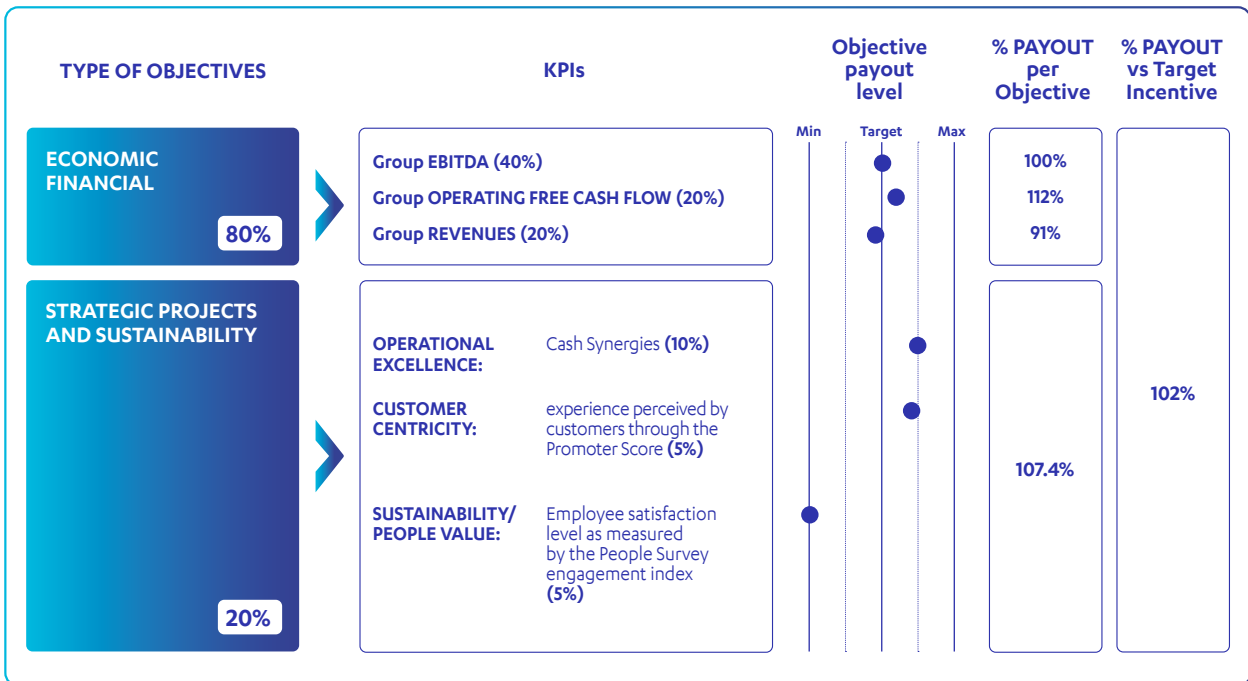 TYPE OF OBJECTIVES
KPIs
Objective
payout
level
% PAYOUT
per
Objective
% PAYOUT
vs Target
Incentive
Min
Target
Max
ECONOMIC
FINANCIAL
80%
Group EBITDA (40%)
100%
Group OPERATING FREE CASH FLOW (20%)
112%
Group REVENUES (20%)
91%
STRATEGIC PROJECTS
AND SUSTAINABILITY
20%
OPERATIONAL
EXCELLENCE:
Cash Synergies (10%)
CUSTOMER
CENTRICITY:
experience perceived by
customers through the
Promoter Score (5%)
SUSTAINABILITY/
PEOPLE VALUE:
Employee satisfaction
level as measured
by the People Survey
engagement index
(5%)
107.4%
102%